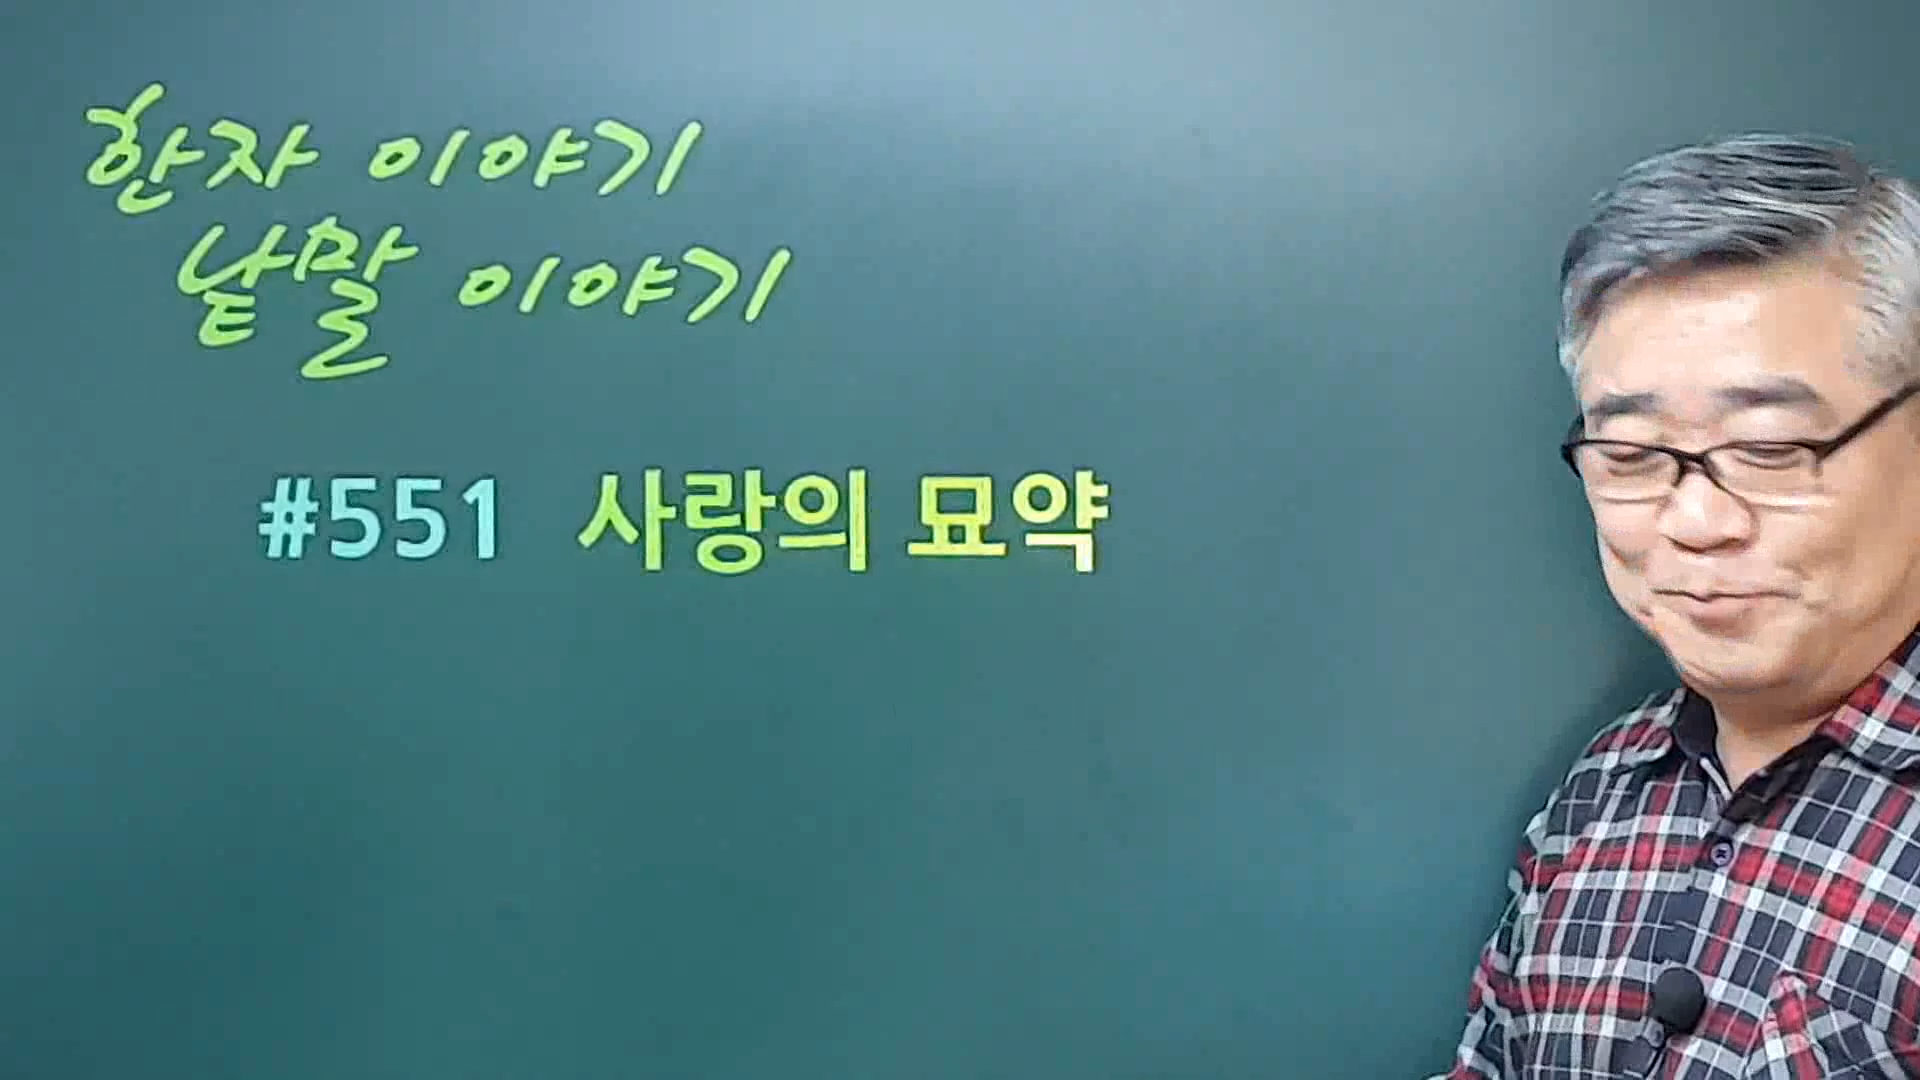 한자 이야기
낱말 이야기
#551 사랑의 묘약